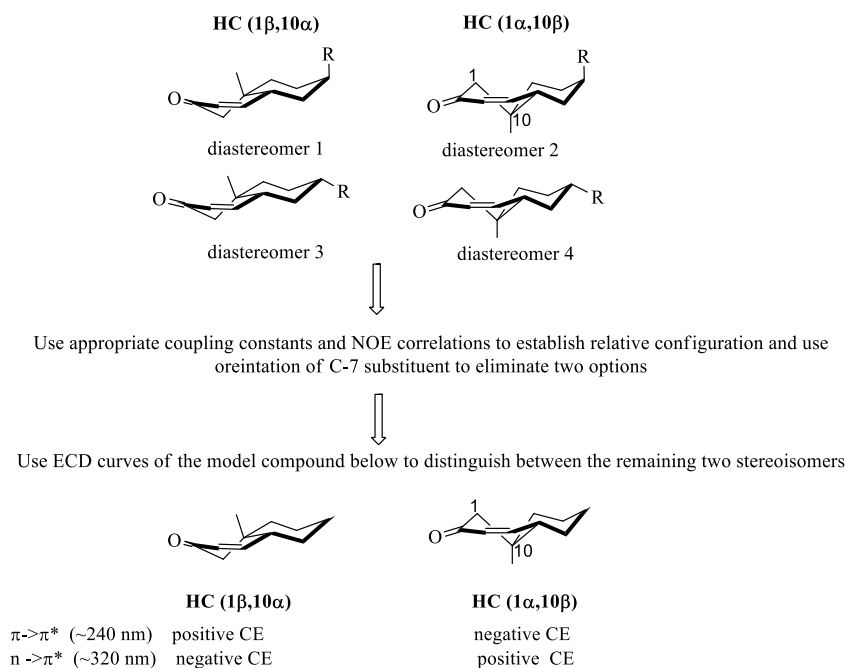 HC (1β,10α) HC (1α,10β)
R R
1
O O
10
diastereomer 1 diastereomer 2
O R O R
diastereomer 3 diastereomer 4
Use appropriate coupling constants and NOE correlations to establish relative configuration and use
oreintation of C-7 substituent to eliminate two options
Use ECD curves of the model compound below to distinguish between the remaining two stereoisomers
1
O O
10
HC (1β,10α) HC (1α,10β)
π->π* (~240 nm) positive CE negative CE
n ->π* (~320 nm) negative CE positive CE